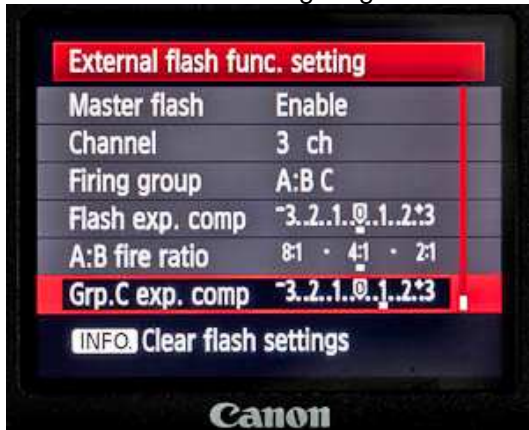 External flash func. setting
Master flash Enable
Channel 3 ch
Firing group A:B C
Flash exp. comp -3..2..1..0..1..2.+3
A:B fire ratio 8:1 · 4:1 · 2:1
Grp.C exp. comp -3..2..1..0..1..2.+3
INFO. Clear flash settings
Canon